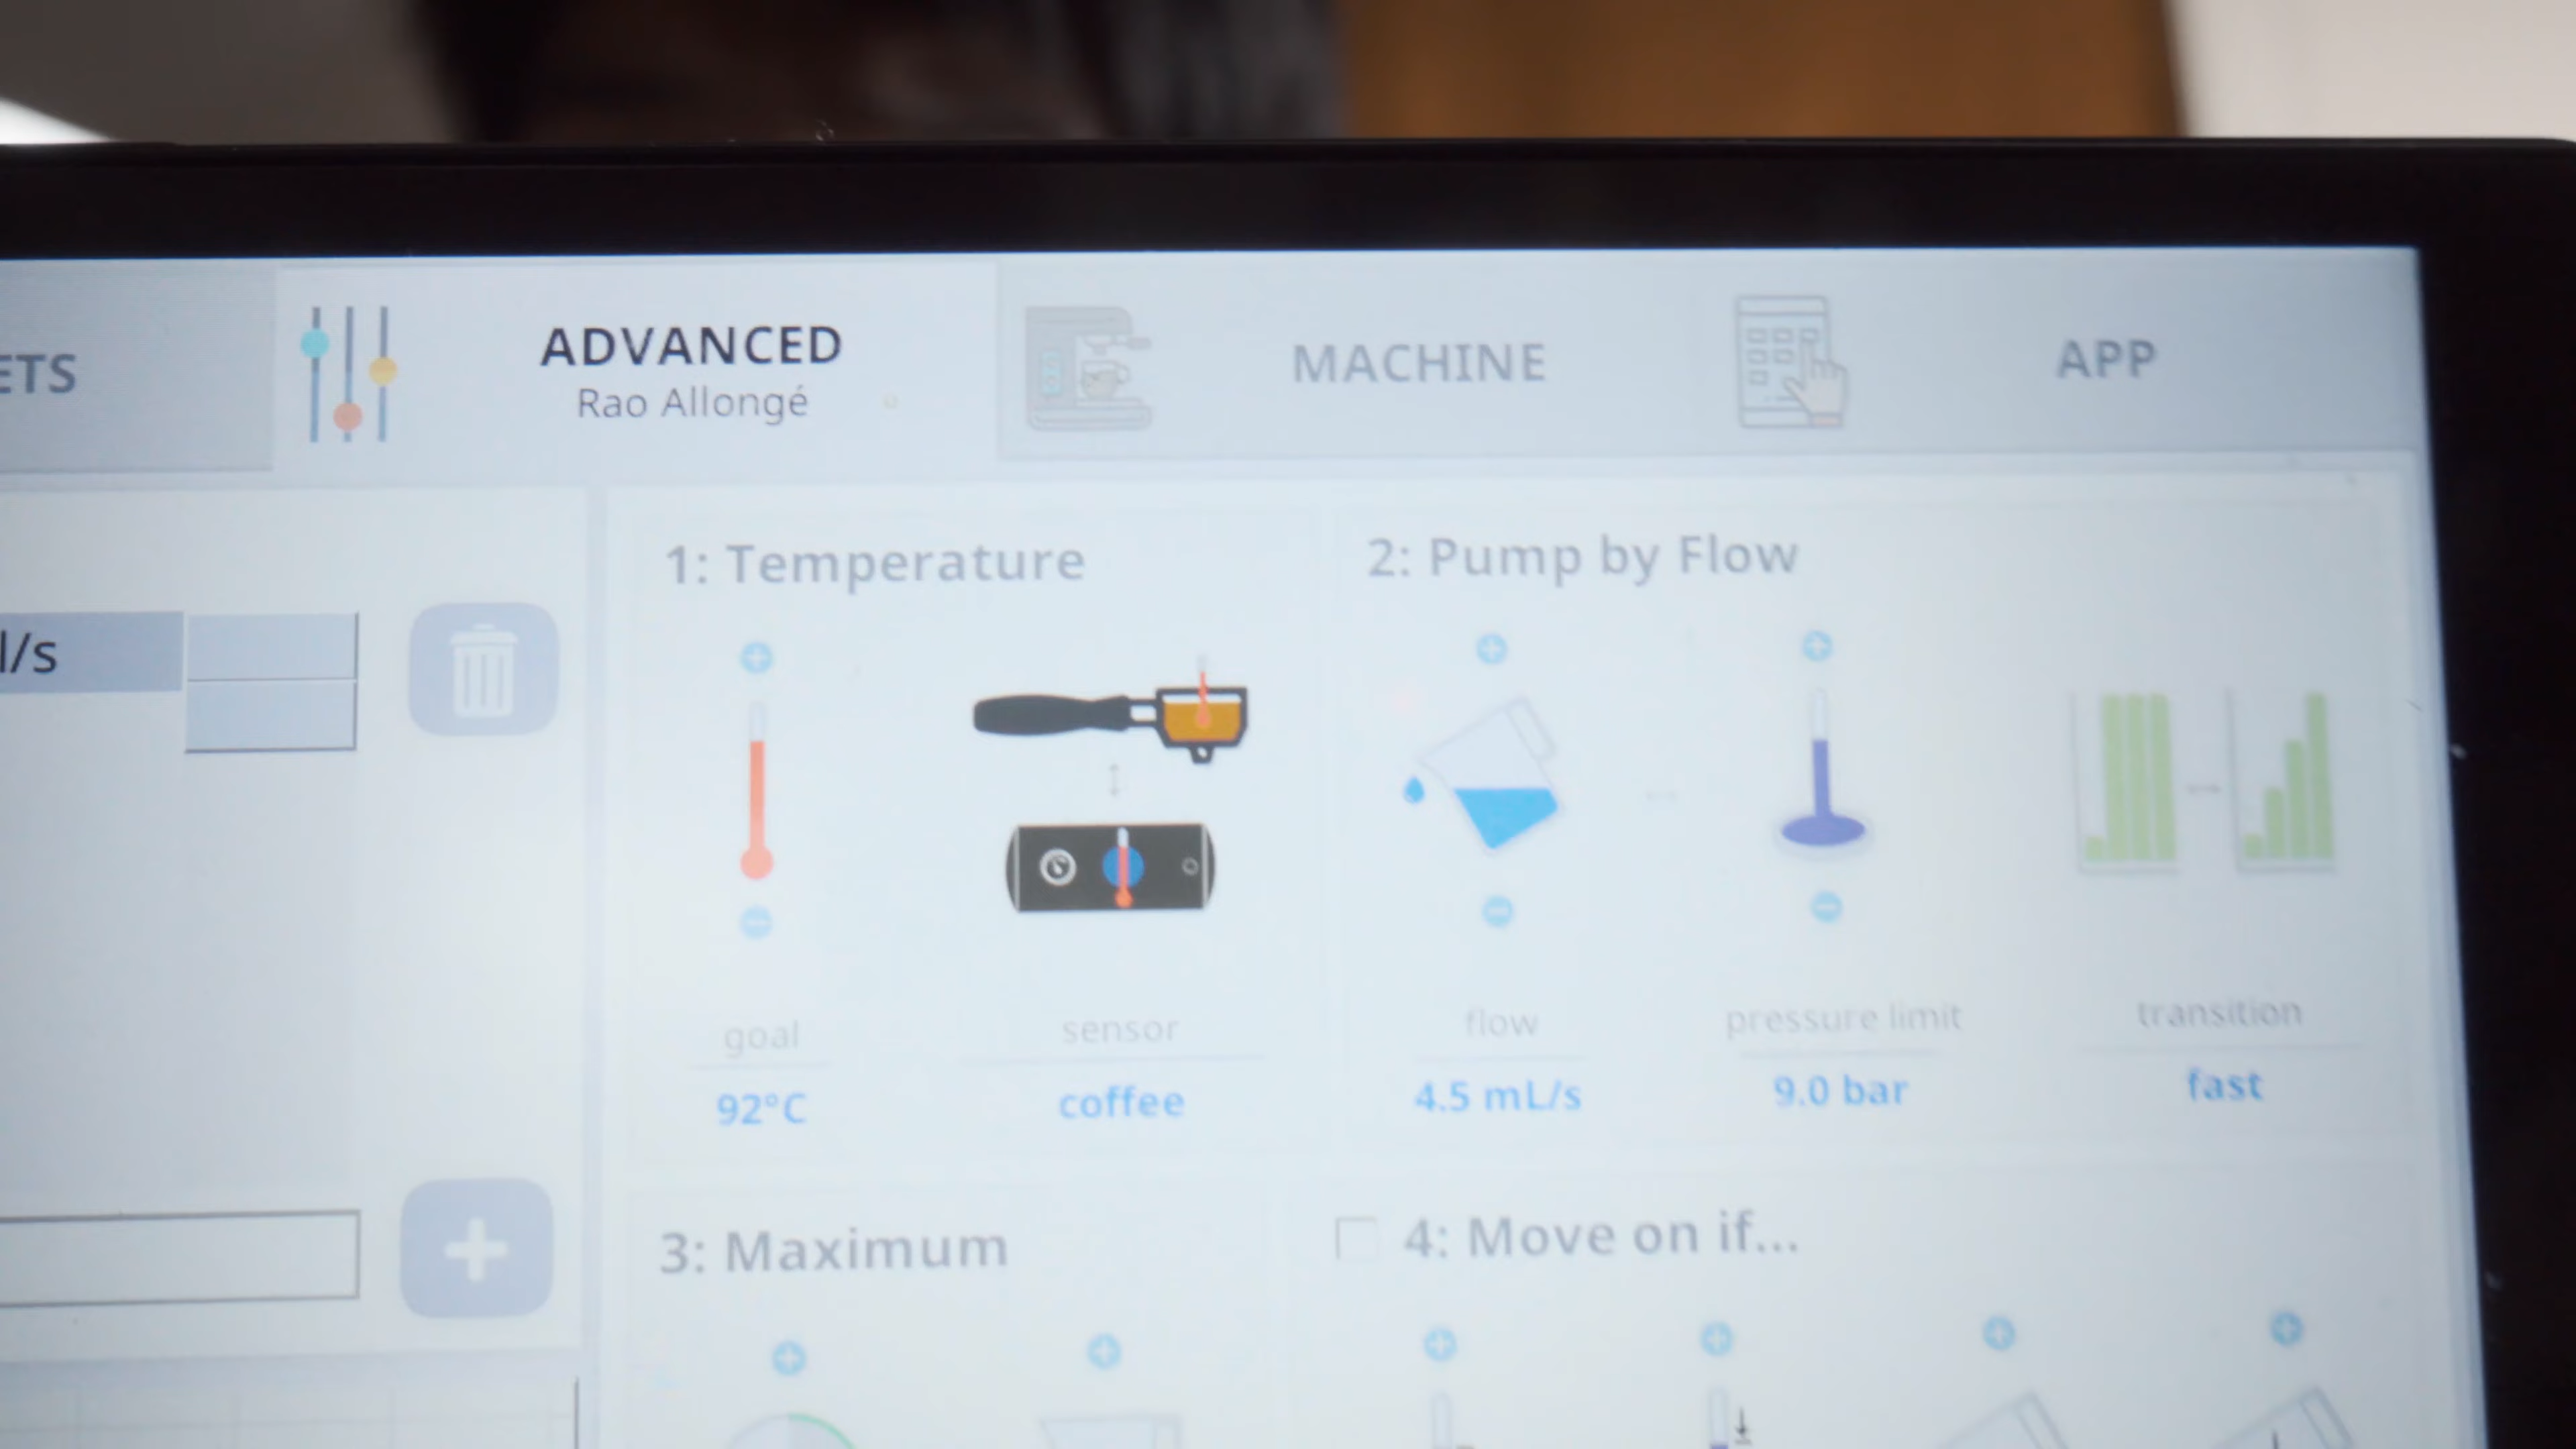 ETS
ADVANCED
Rao Allongé
MACHINE
APP
l/s
1: Temperature
2: Pump by Flow
goal
sensor
flow
pressure limit
transition
92°C
coffee
4.5 mL/s
9.0 bar
fast
3: Maximum
4: Move on if...